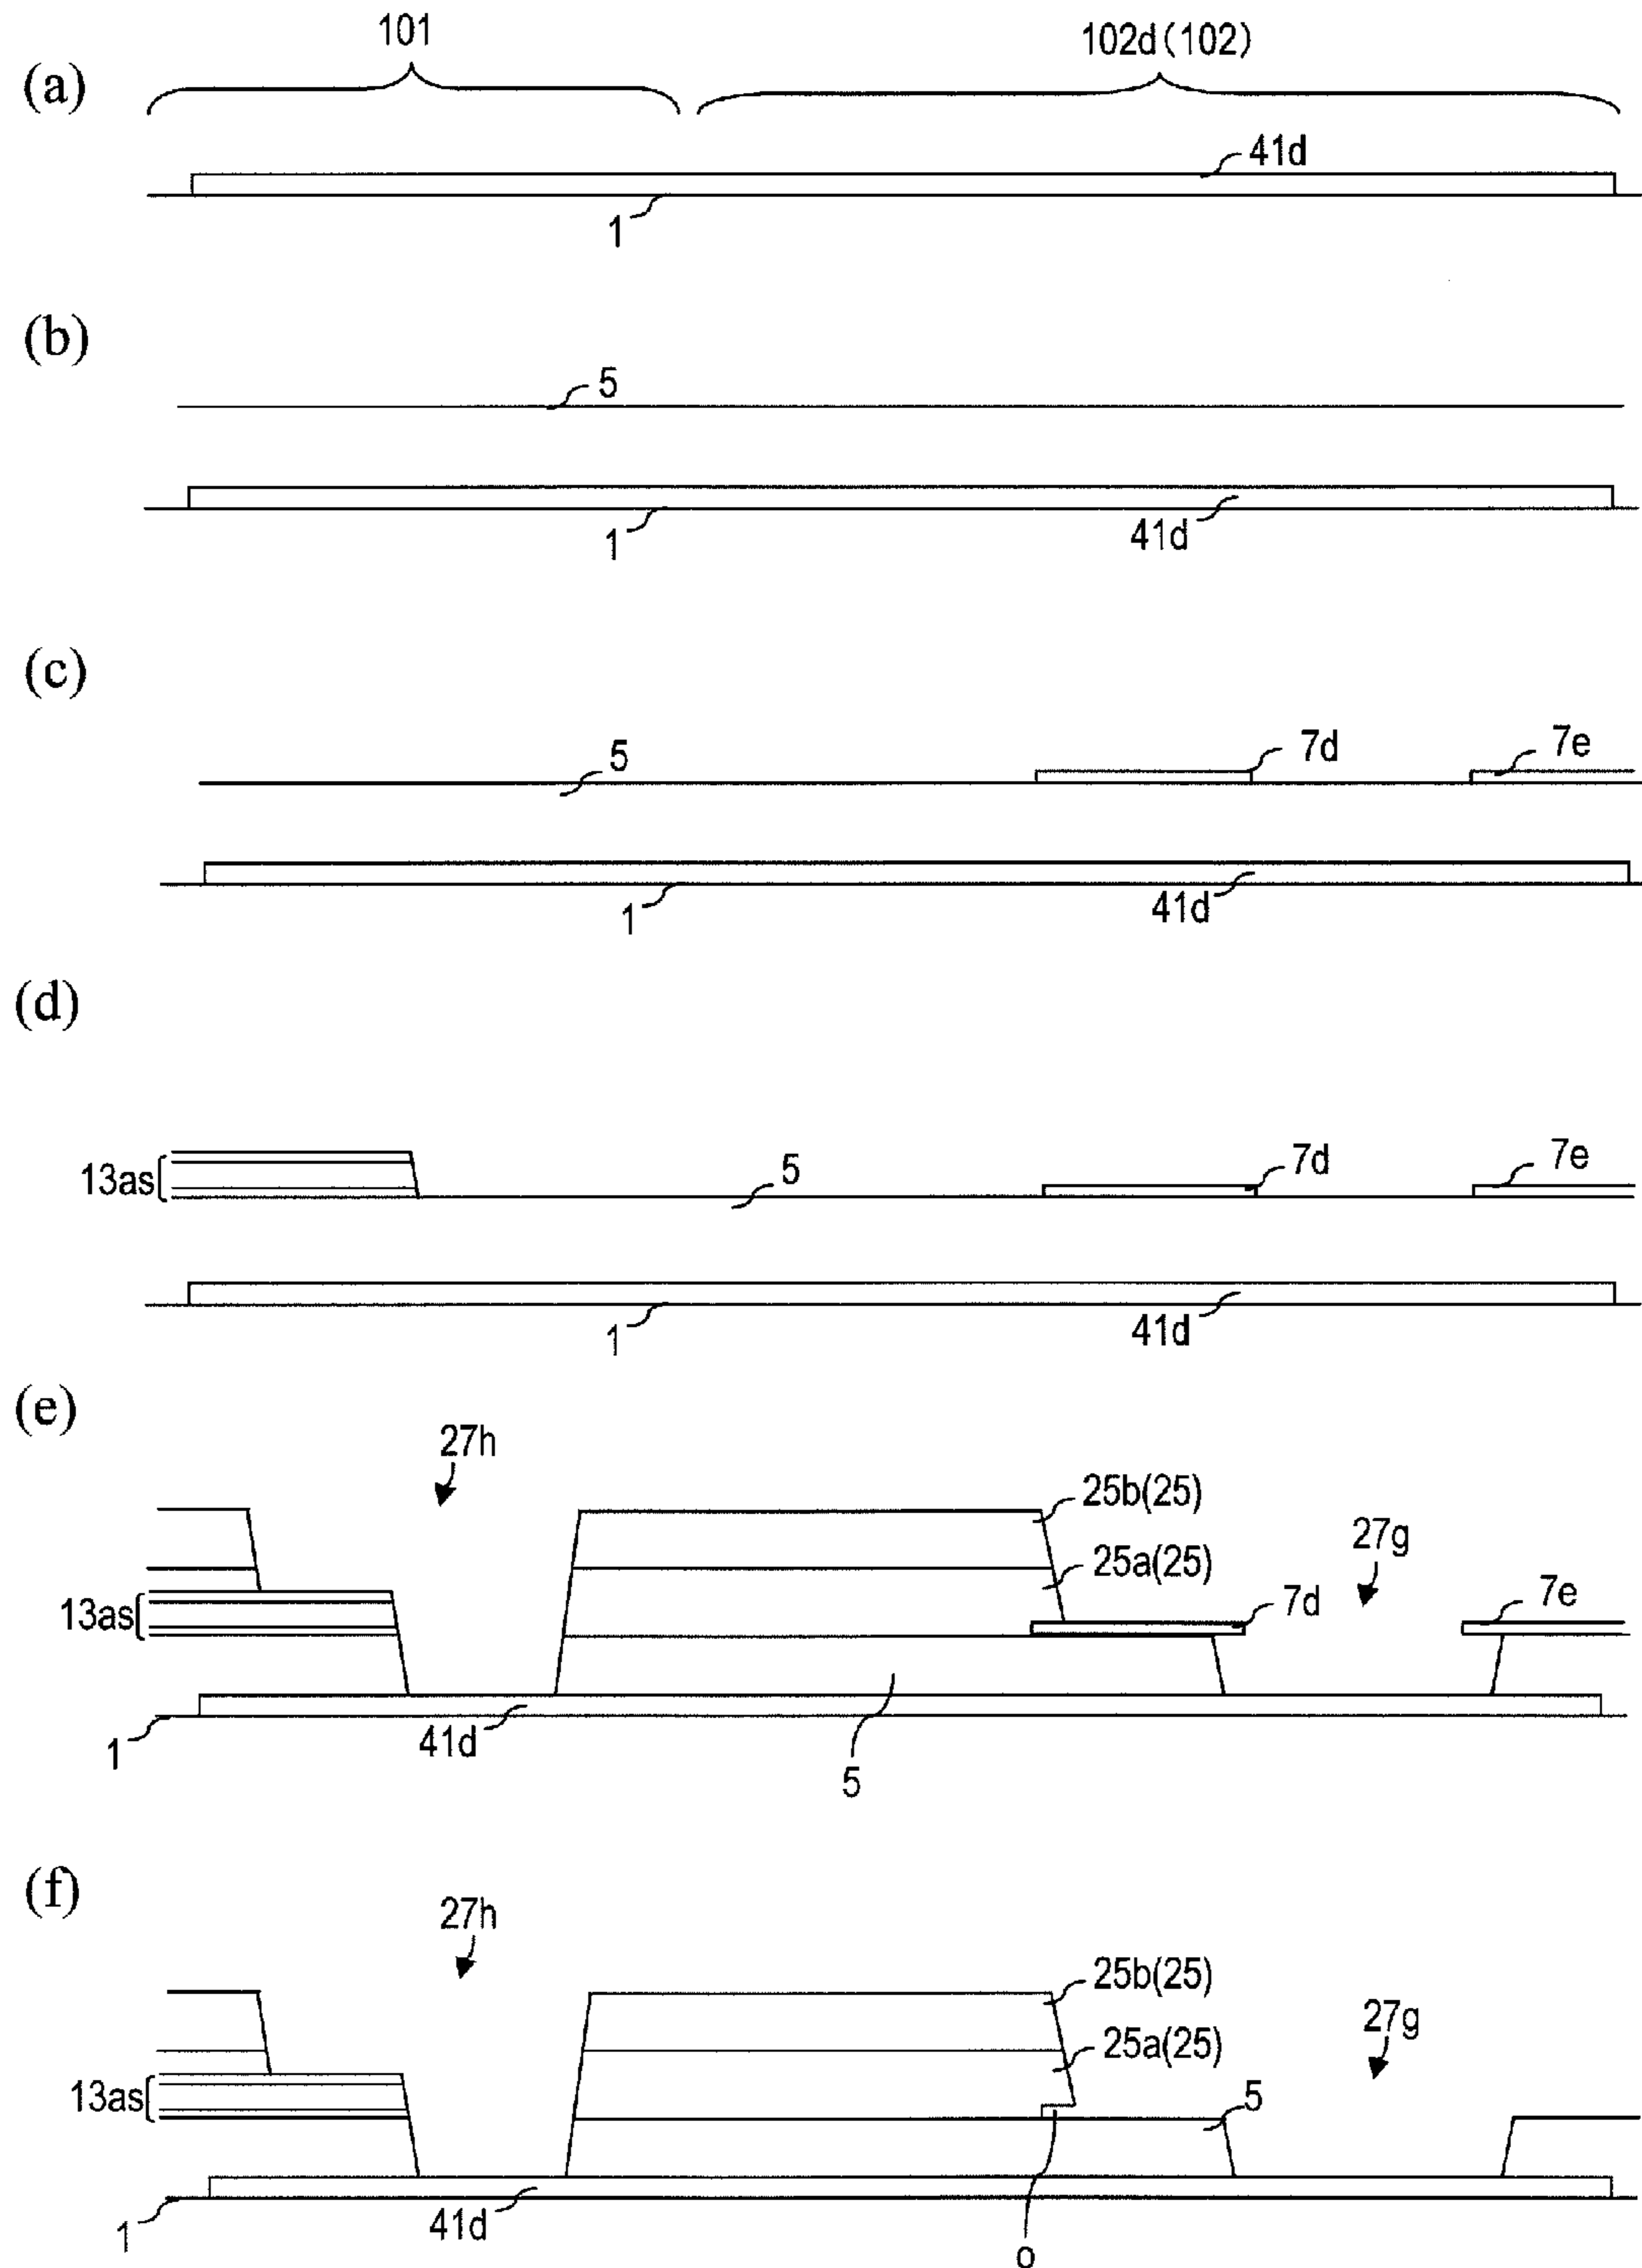 (a)
101
102d(102)
41d
1
(b)
5
1
41d
(c)
5
7d
7e
1
41d
(d)
13as
5
7d
7e
1
41d
(e)
27h
25b(25)
25a(25)
27g
13as
7d
7e
1
41d
5
(f)
27h
25b(25)
25a(25)
27g
13as
5
1
41d
o